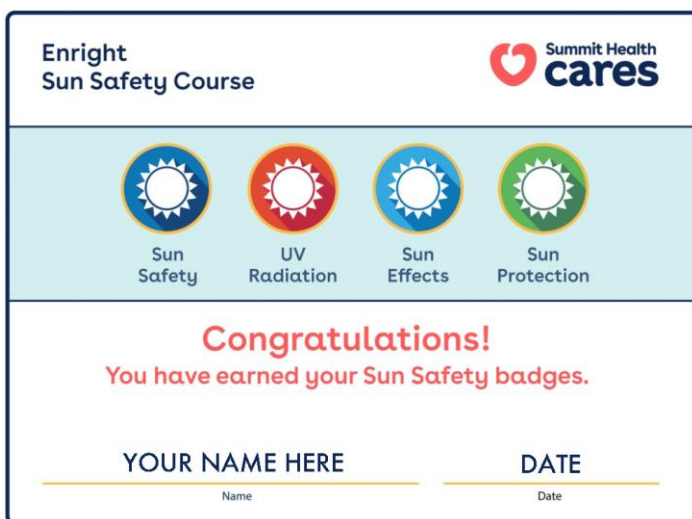 Enright
Sun Safety Course
Summit Health
cares
Sun
Safety
UV
Radiation
Sun
Effects
Sun
Protection
Congratulations!
You have earned your Sun Safety badges.
YOUR NAME HERE
DATE
Name
Date